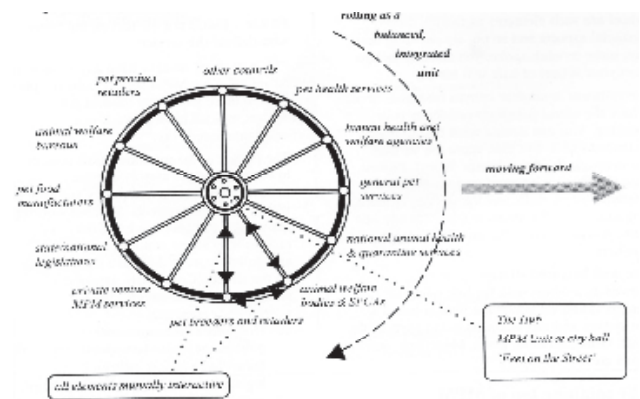 rolling as a
balanced,
integrated
unit
other councils
pet product
retailers
pet health services
animal welfare
human health and
welfare agencies
moving forward
pet food
manufacturers
general pet
services
state/national
legislations
national animal health
& quarantine services
private venture
MPM services
animal welfare
bodies & SPCAs
pet breeders and retailers
The Hub
MPM Unit at city hall
'Feet on the Street'
all elements mutually interactive